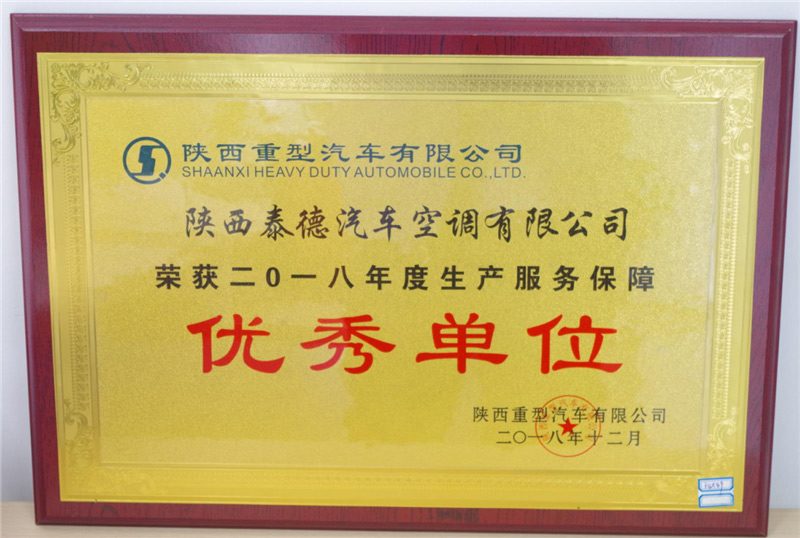 陕西重型汽车有限公司
SHAANXI HEAVY DUTY AUTOMOBILE CO.,LTD.
陕西泰德汽车空调有限公司
荣获二0一八年度生产服务保障
优秀单位
陕西重型汽车有限公司
二〇一八年十二月